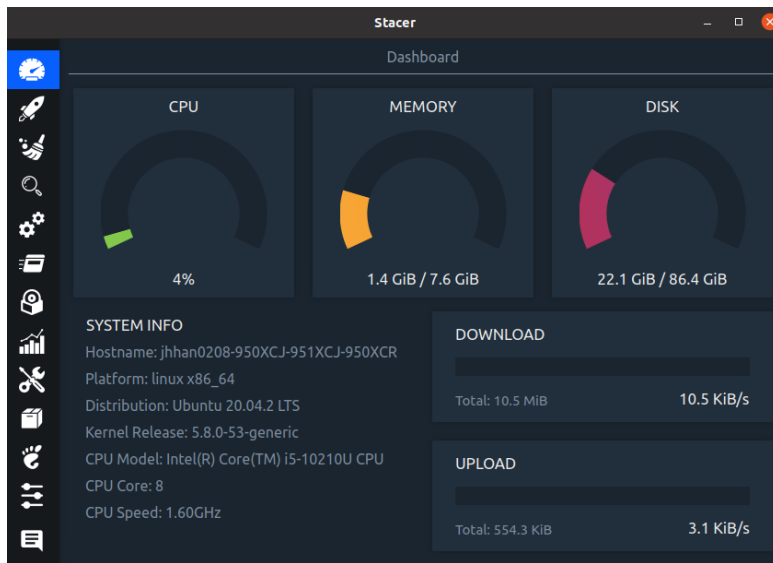 Stacer
Dashboard
CPU
4%
MEMORY
1.4 GiB / 7.6 GiB
DISK
22.1 GiB / 86.4 GiB
SYSTEM INFO
Hostname: jhhan0208-950XCJ-951XCJ-950XCR
Platform: linux x86_64
Distribution: Ubuntu 20.04.2 LTS
Kernel Release: 5.8.0-53-generic
CPU Model: Intel(R) Core(TM) i5-10210U CPU
CPU Core: 8
CPU Speed: 1.60GHz
DOWNLOAD
Total: 10.5 MiB
10.5 KiB/s
UPLOAD
Total: 554.3 KiB
3.1 KiB/s